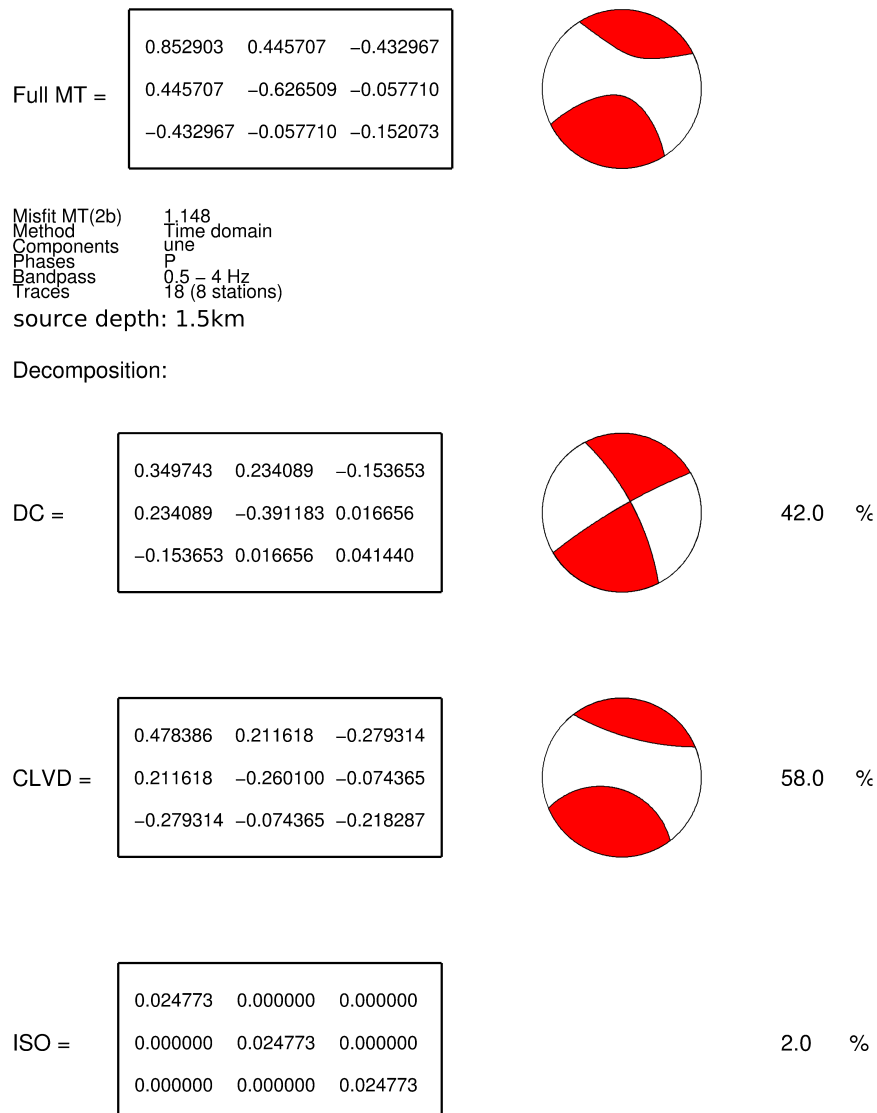 0.852903 0.445707 −0.432967
Full MT = 0.445707 −0.626509 −0.057710
−0.432967 −0.057710 −0.152073
Misfit MT(2b) 1.148
Method Time domain
Components une
Phases P
Bandpass 0.5 − 4 Hz
Traces 18 (8 stations)
source depth: 1.5km
Decomposition:
0.349743 0.234089 −0.153653
DC = 0.234089 −0.391183 0.016656 42.0 %
−0.153653 0.016656 0.041440
0.478386 0.211618 −0.279314
CLVD = 0.211618 −0.260100 −0.074365 58.0 %
−0.279314 −0.074365 −0.218287
0.024773 0.000000 0.000000
ISO = 0.000000 0.024773 0.000000 2.0 %
0.000000 0.000000 0.024773